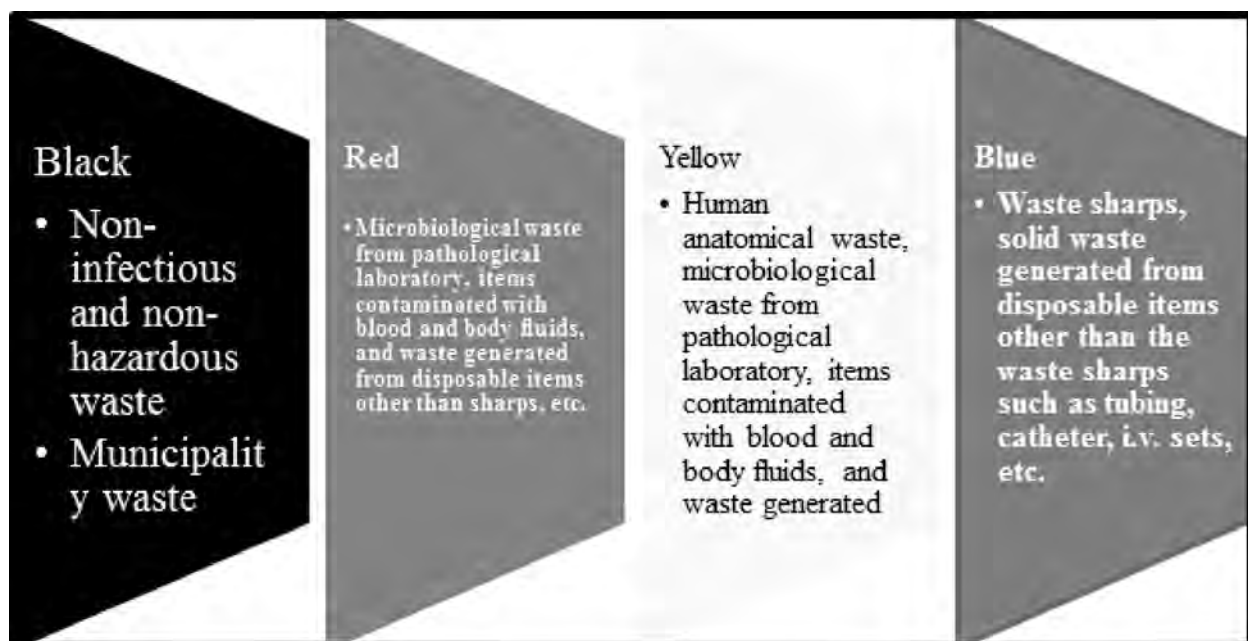 Black
• Non-
infectious
and non-
hazardous
waste
• Municipalit
y waste
Red
• Microbiological waste
from pathological
laboratory, items
contaminated with
blood and body fluids,
and waste generated
from disposable items
other than sharps, etc.
Yellow
• Human
anatomical waste,
microbiological
waste from
pathological
laboratory, items
contaminated
with blood and
body fluids, and
waste generated
Blue
• Waste sharps,
solid waste
generated from
disposable items
other than the
waste sharps
such as tubing,
catheter, i.v. sets,
etc.